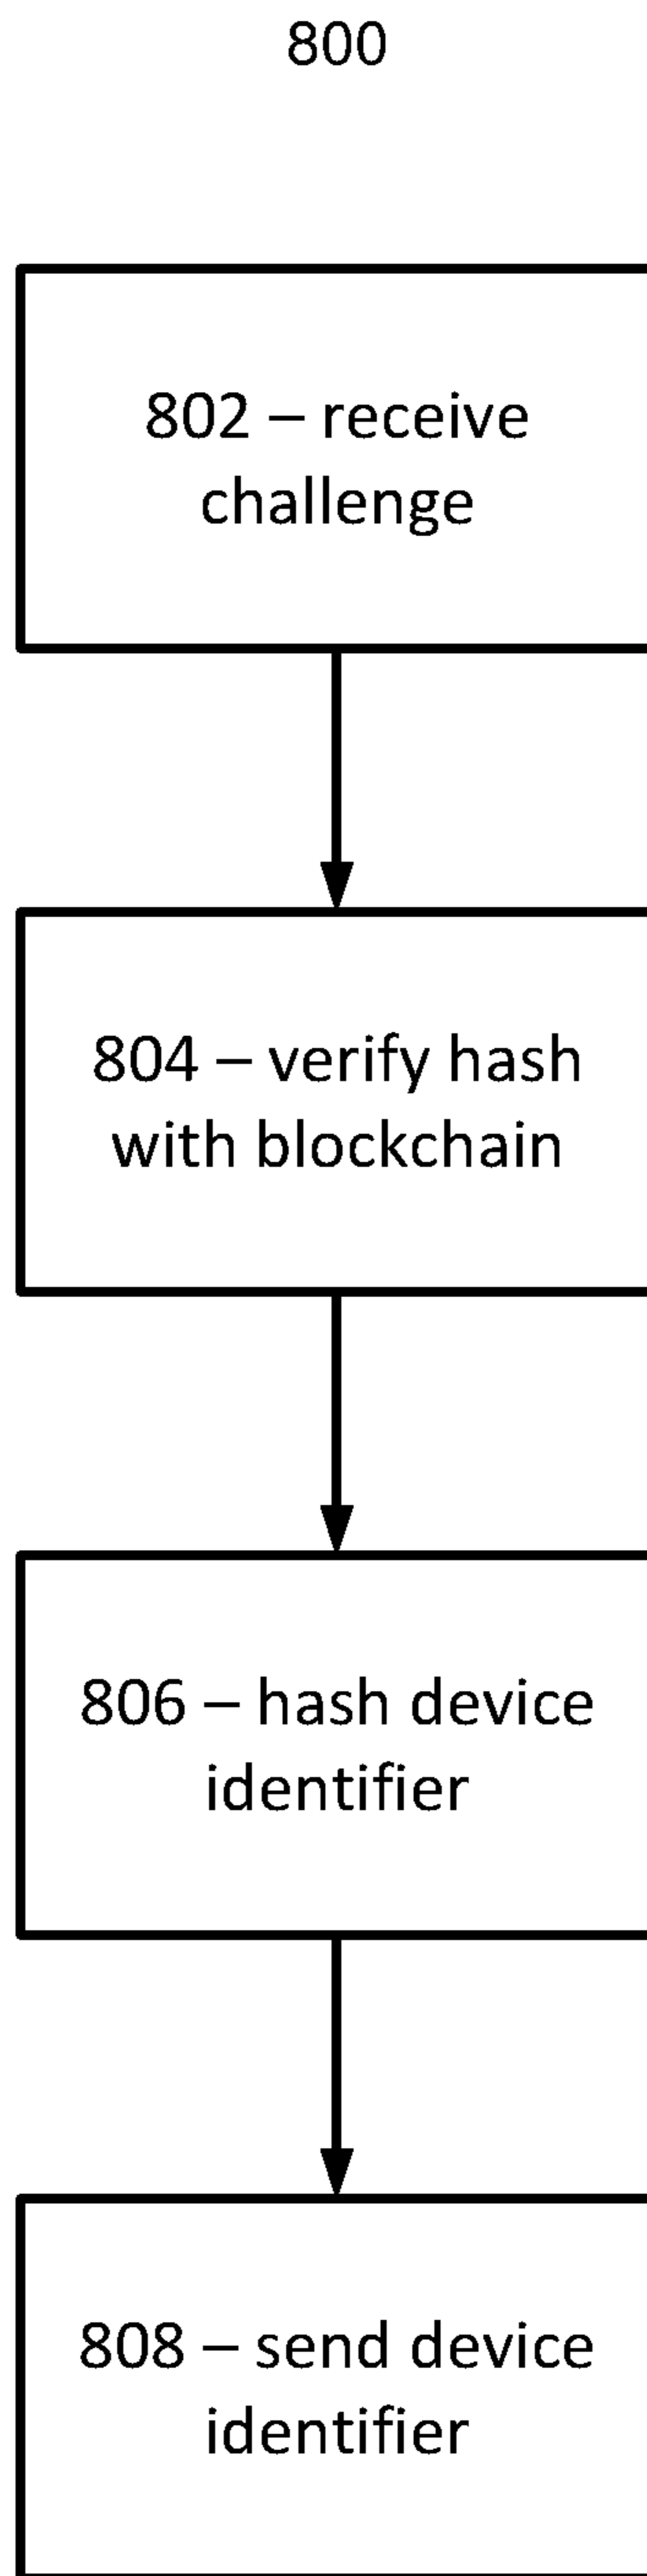 800
802 – receive
challenge
804 – verify hash
with blockchain
806 – hash device
identifier
808 – send device
identifier